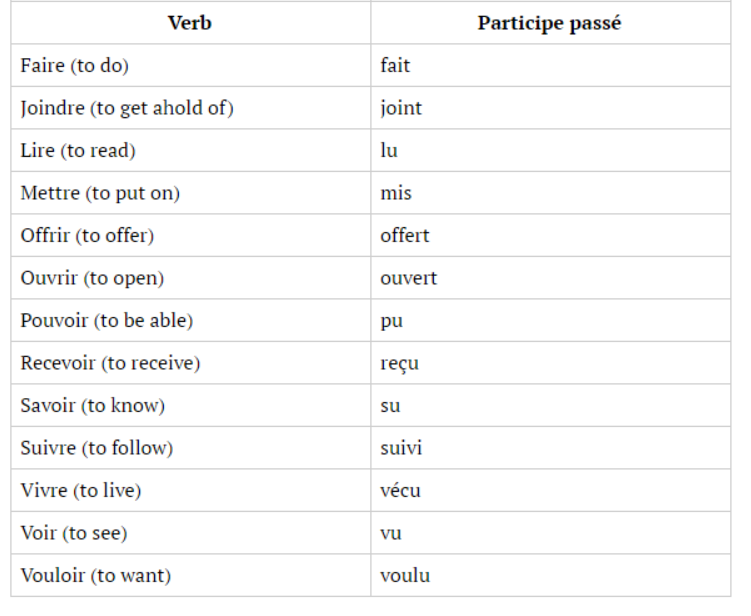 Verb Participe passé
Faire (to do) fait
Joindre (to get ahold of) joint
Lire (to read) lu
Mettre (to put on) mis
Offrir (to offer) offert
Ouvrir (to open) ouvert
Pouvoir (to be able) pu
Recevoir (to receive) reçu
Savoir (to know) su
Suivre (to follow) suivi
Vivre (to live) vécu
Voir (to see) vu
Vouloir (to want) voulu